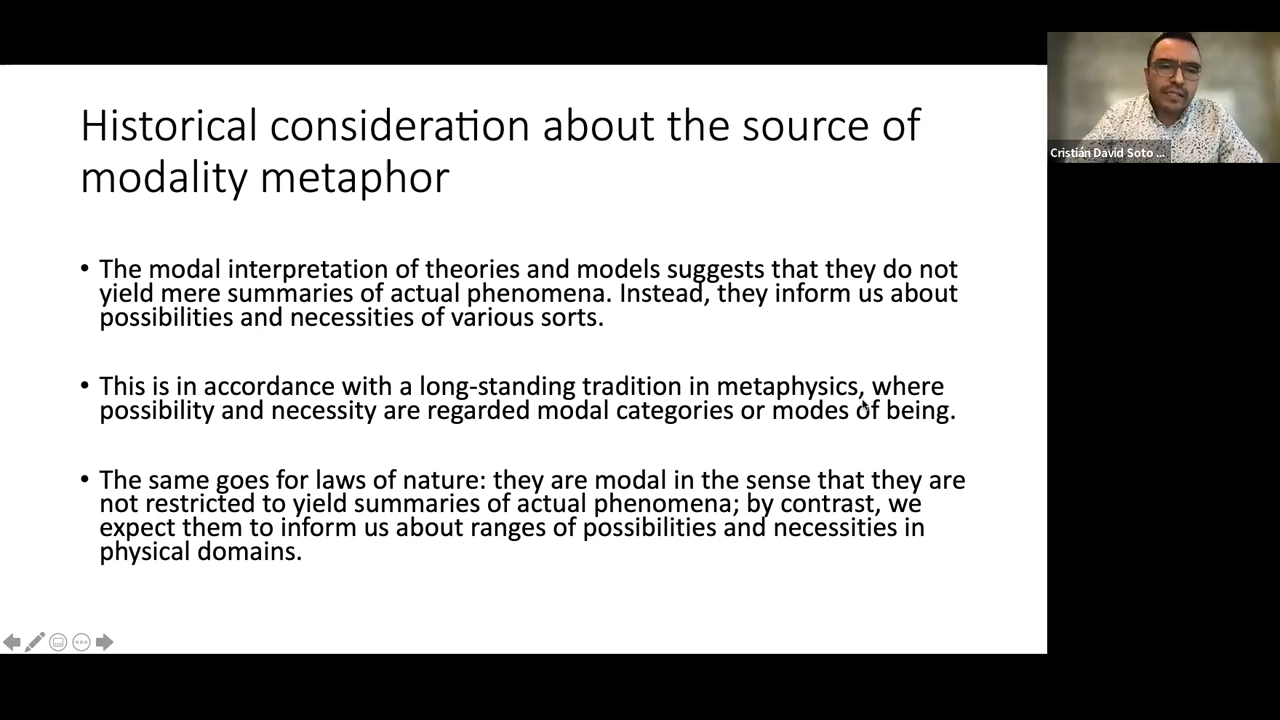 Historical consideration about the source of
modality metaphor
• The modal interpretation of theories and models suggests that they do not
yield mere summaries of actual phenomena. Instead, they inform us about
possibilities and necessities of various sorts.
• This is in accordance with a long-standing tradition in metaphysics, where
possibility and necessity are regarded modal categories or modes of being.
• The same goes for laws of nature: they are modal in the sense that they are
not restricted to yield summaries of actual phenomena; by contrast, we
expect them to inform us about ranges of possibilities and necessities in
physical domains.
Cristián David Soto ...